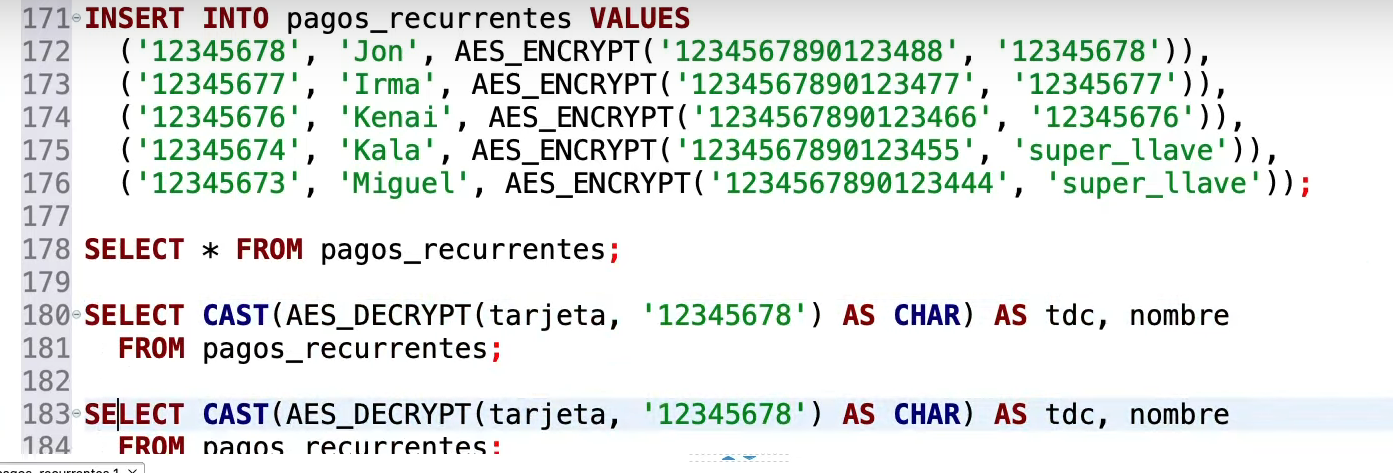 171 INSERT INTO pagos_recurrentes VALUES
172 ('12345678', 'Jon', AES_ENCRYPT('1234567890123488', '12345678')),
173 ('12345677', 'Irma', AES_ENCRYPT('1234567890123477', '12345677')),
174 ('12345676', 'Kenai', AES_ENCRYPT('1234567890123466', '12345676')),
175 ('12345674', 'Kala', AES_ENCRYPT('1234567890123455', 'super_llave')),
176 ('12345673', 'Miguel', AES_ENCRYPT('1234567890123444', 'super_llave'));
177
178 SELECT * FROM pagos_recurrentes;
179
180 SELECT CAST(AES_DECRYPT(tarjeta, '12345678') AS CHAR) AS tdc, nombre
181 FROM pagos_recurrentes;
182
183 SELECT CAST(AES_DECRYPT(tarjeta, '12345678') AS CHAR) AS tdc, nombre
184 FROM pagos_recurrentes;